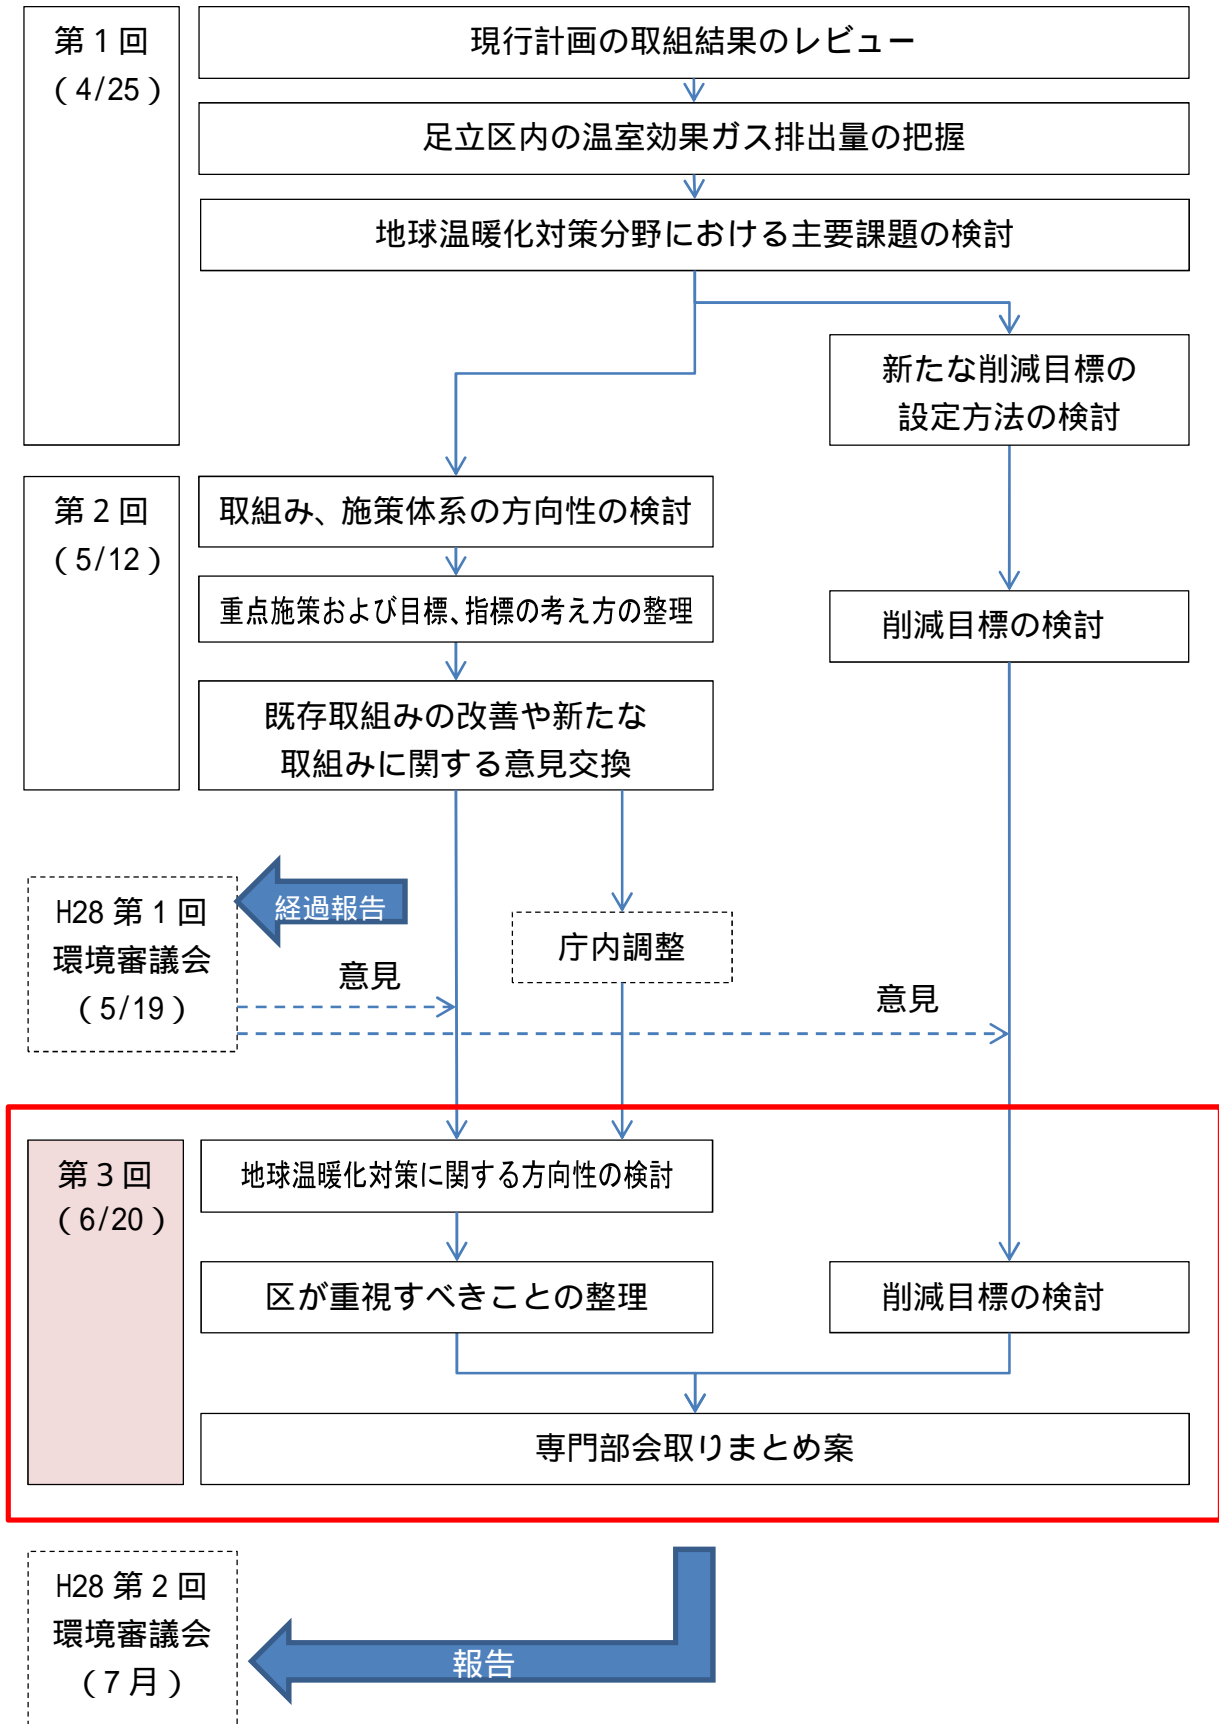 第1回
（4/25）
現行計画の取組結果のレビュー
足立区内の温室効果ガス排出量の把握
地球温暖化対策分野における主要課題の検討
新たな削減目標の
設定方法の検討
第2回
（5/12）
取組み、施策体系の方向性の検討
重点施策および目標、指標の考え方の整理
削減目標の検討
既存取組みの改善や新たな
取組みに関する意見交換
H28 第1回
環境審議会
（5/19）
経過報告
庁内調整
意見
意見
第3回
（6/20）
地球温暖化対策に関する方向性の検討
区が重視すべきことの整理
削減目標の検討
専門部会取りまとめ案
H28 第2回
環境審議会
（7月）
報告